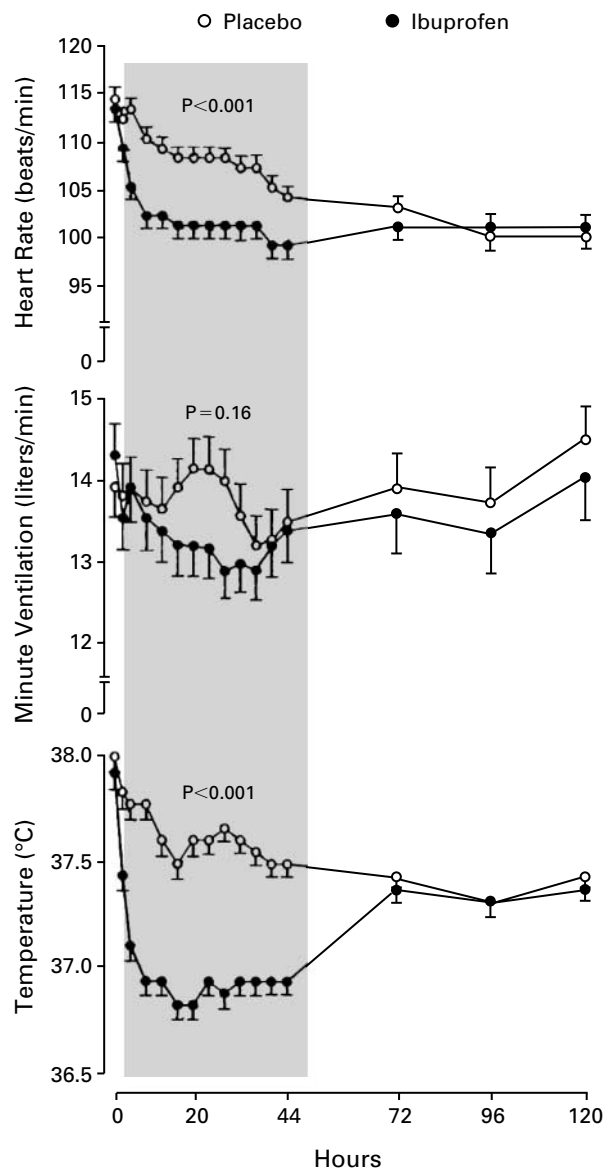 Placebo Ibuprofen
Heart Rate (beats/min)
120
115
110
105
100
95
0
P<0.001
Minute Ventilation (liters/min)
15
14
13
12
0
P=0.16
Temperature (°C)
38.0
37.5
37.0
36.5
P<0.001
0 20 44 72 96 120
Hours